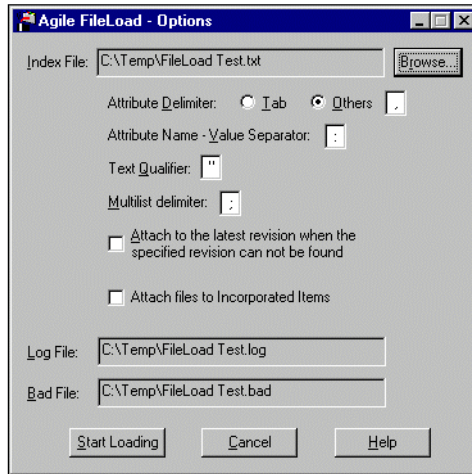 Agile FileLoad - Options
Index File: C:\Temp\FileLoad Test.txt Browse...
Attribute Delimiter: Tab Others ,
Attribute Name - Value Separator: :
Text Qualifier: "
Multilist delimiter: ;
Attach to the latest revision when the
specified revision can not be found
Attach files to Incorporated Items
Log File: C:\Temp\FileLoad Test.log
Bad File: C:\Temp\FileLoad Test.bad
Start Loading Cancel Help